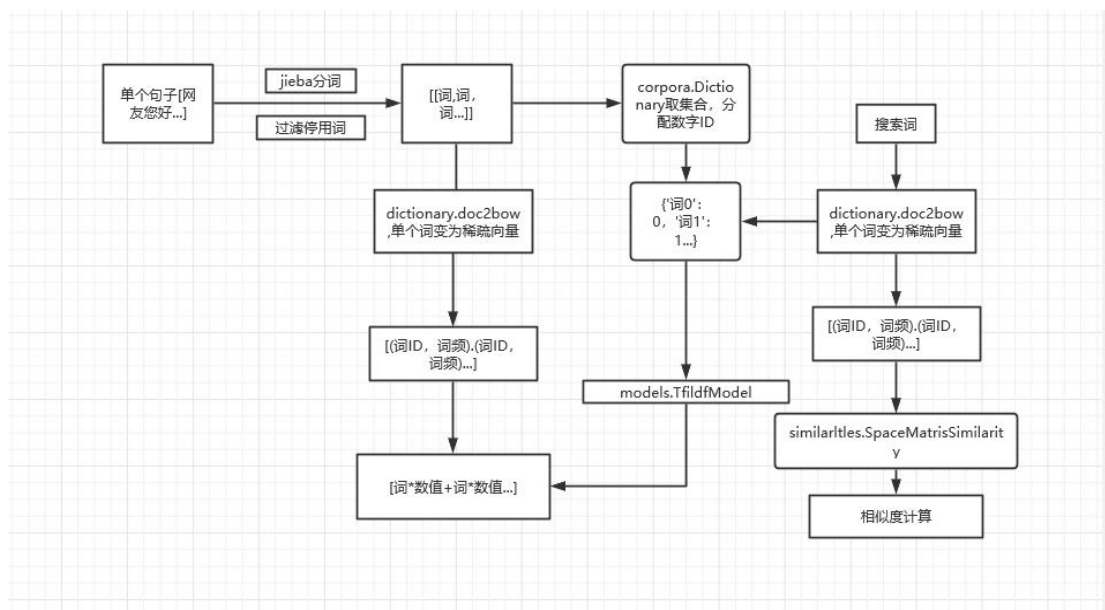 单个句子[网
友您好...]
jieba分词
过滤停用词
[[词,词,
词...]]
corpora.Dictio
nary取集合，分
配数字ID
搜索词
dictionary.doc2bow
,单个词变为稀疏向量
{'词0':
0，'词1':
1...}
dictionary.doc2bow
,单个词变为稀疏向量
[(词ID，词频).(词ID，
词频)...]
[(词ID，词频).(词ID，
词频)...]
models.TfildfModel
similarltles.SpaceMatrisSimilarit
y
[词*数值+词*数值...]
相似度计算